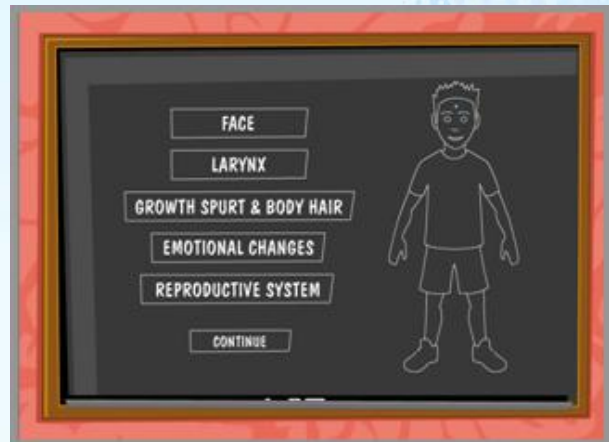 FACE
LARYNX
GROWTH SPURT & BODY HAIR
EMOTIONAL CHANGES
REPRODUCTIVE SYSTEM
CONTINUE